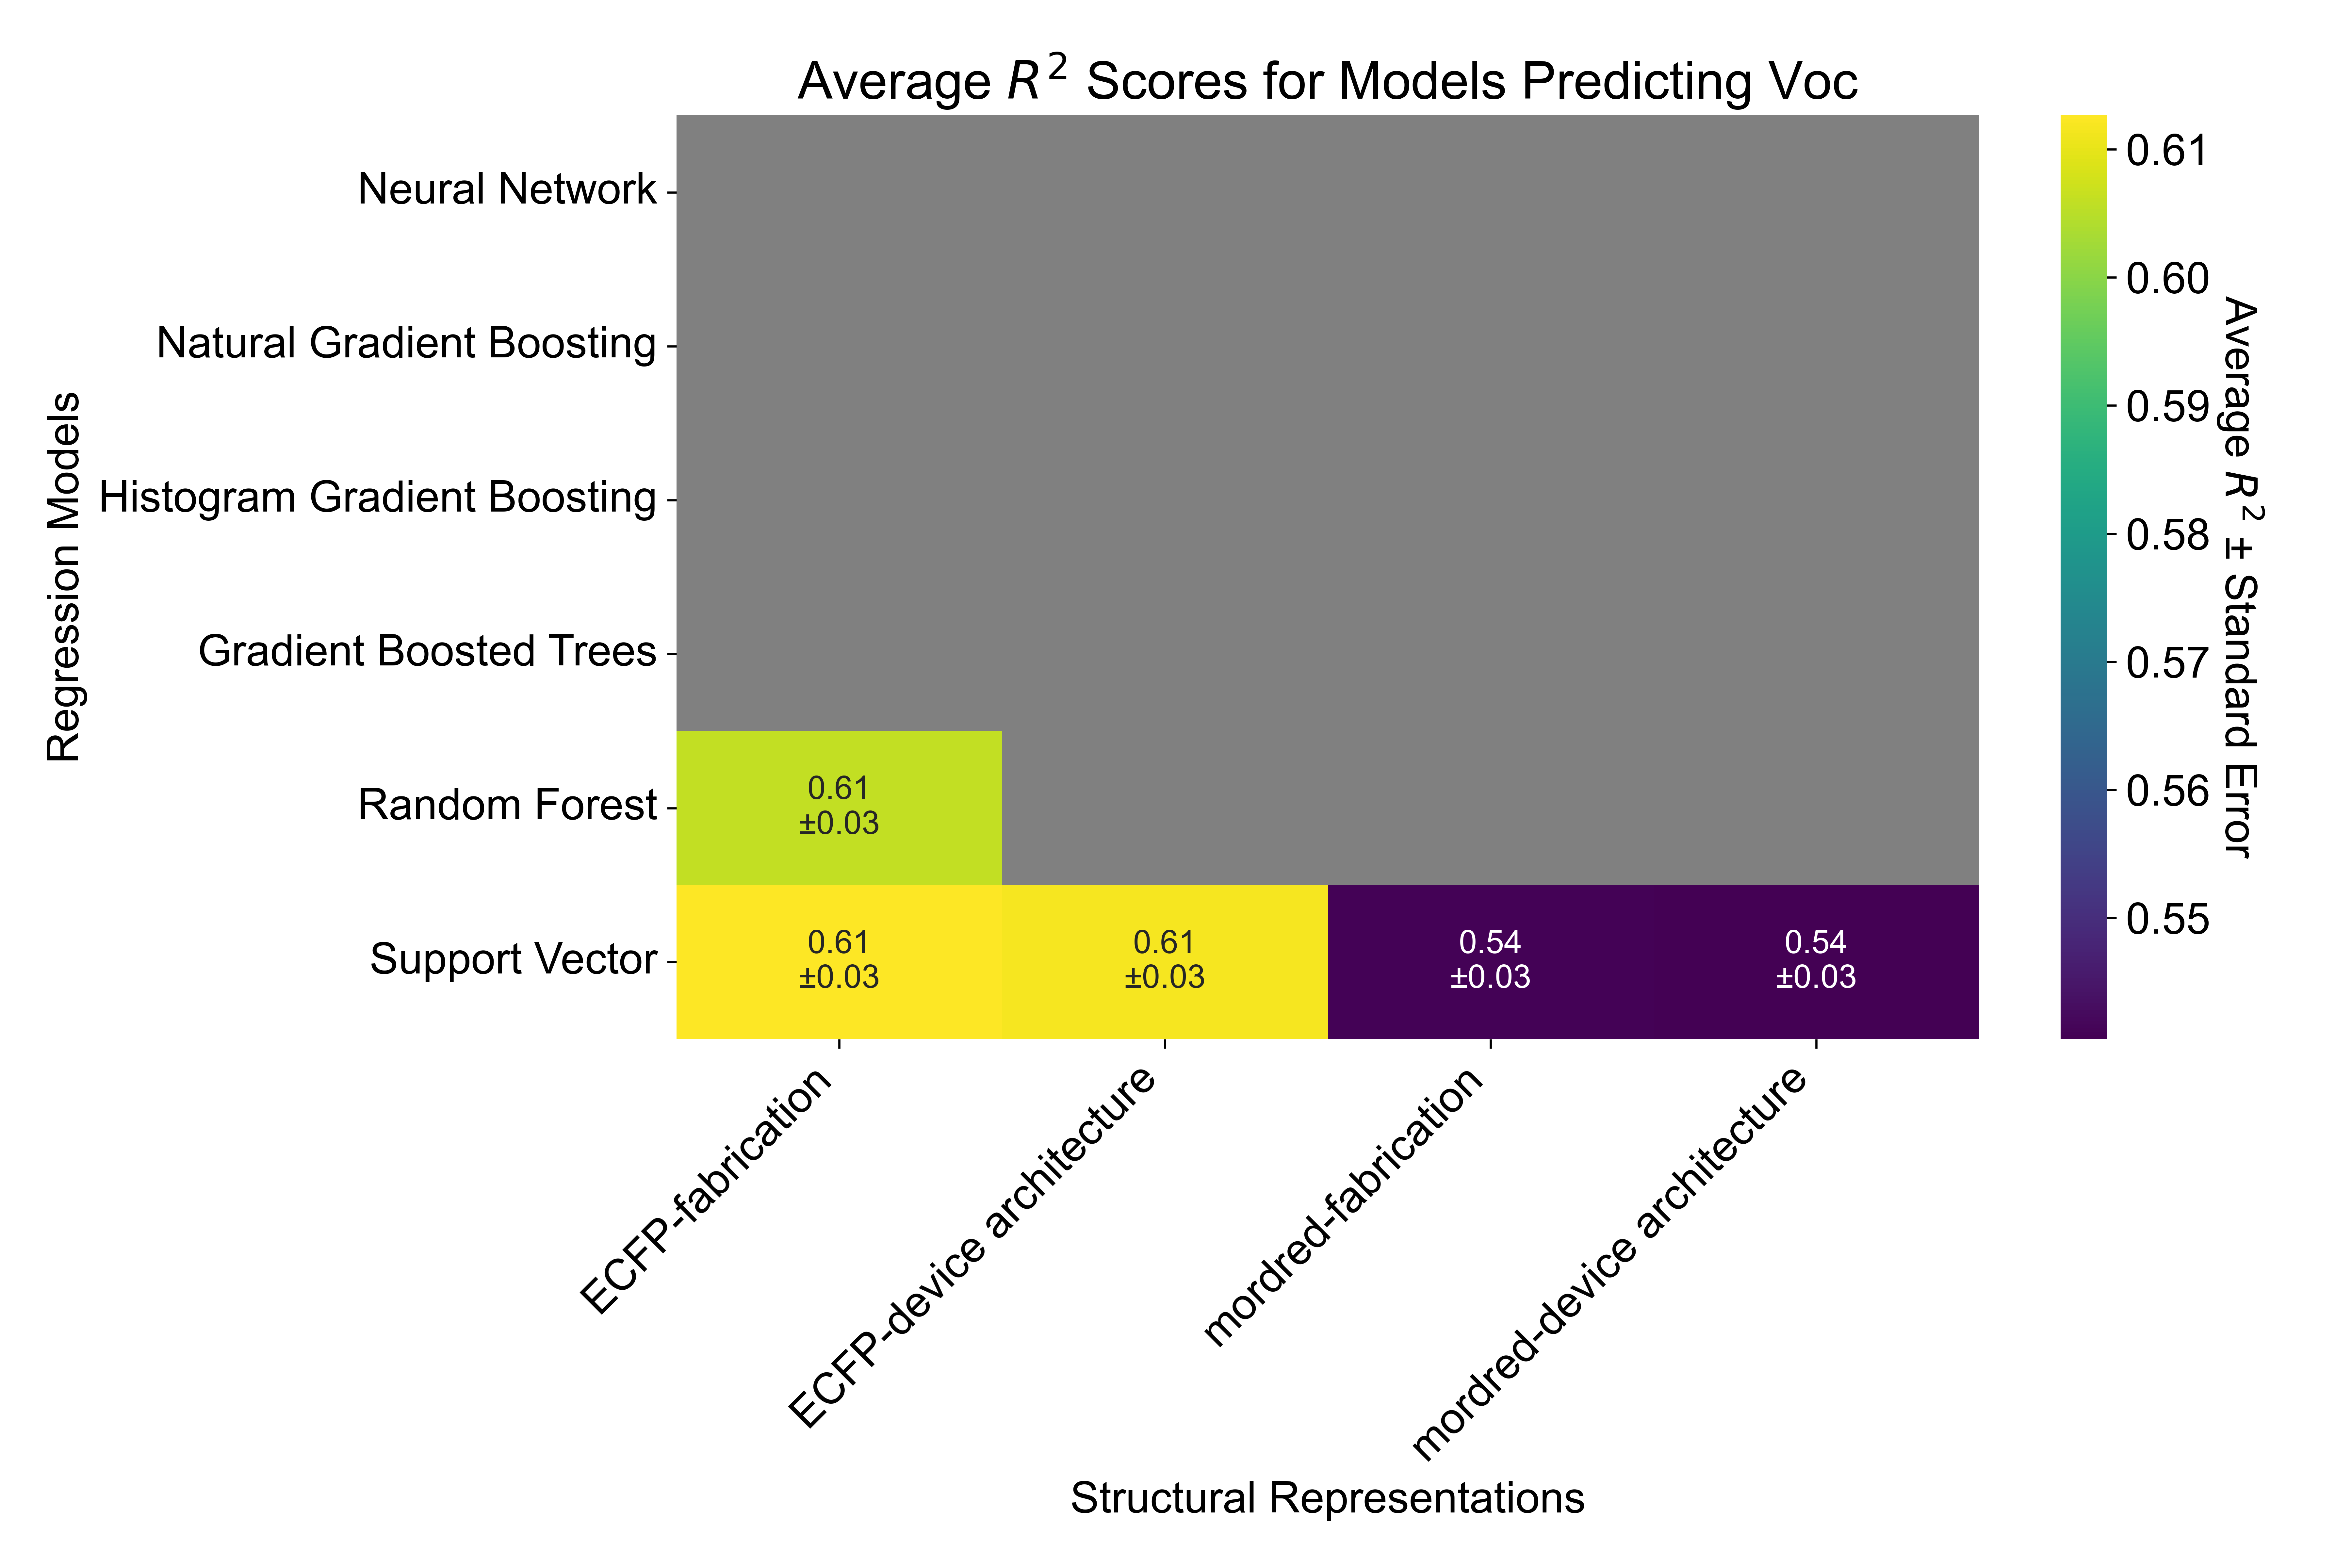 Average R² Scores for Models Predicting Voc
Regression Models
Neural Network
Natural Gradient Boosting
Histogram Gradient Boosting
Gradient Boosted Trees
Random Forest
Support Vector
0.61
±0.03
0.61
±0.03
0.61
±0.03
0.54
±0.03
0.54
±0.03
ECFP-fabrication
ECFP-device architecture
mordred-fabrication
mordred-device architecture
Structural Representations
0.61
0.60
0.59
0.58
0.57
0.56
0.55
Average R² ± Standard Error